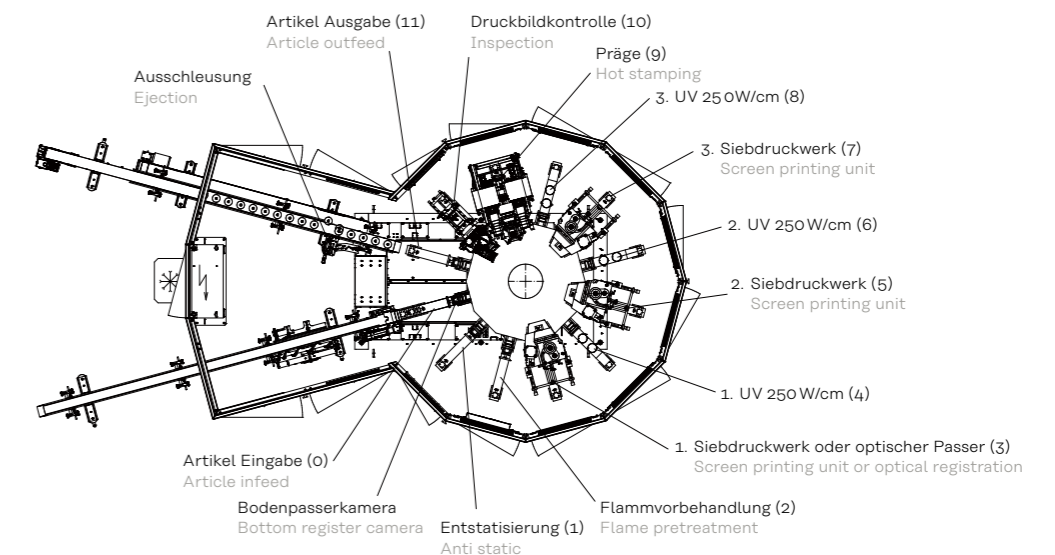 Artikel Ausgabe (11)
Article outfeed
Druckbildkontrolle (10)
Inspection
Präge (9)
Hot stamping
Ausschleusung
Ejection
3. UV 250W/cm (8)
3. Siebdruckwerk (7)
Screen printing unit
2. UV 250W/cm (6)
2. Siebdruckwerk (5)
Screen printing unit
1. UV 250W/cm (4)
1. Siebdruckwerk oder optischer Passer (3)
Screen printing unit or optical registration
Artikel Eingabe (0)
Article infeed
Bodenpasserkamera
Bottom register camera
Entstatisierung (1)
Anti static
Flammvorbehandlung (2)
Flame pretreatment